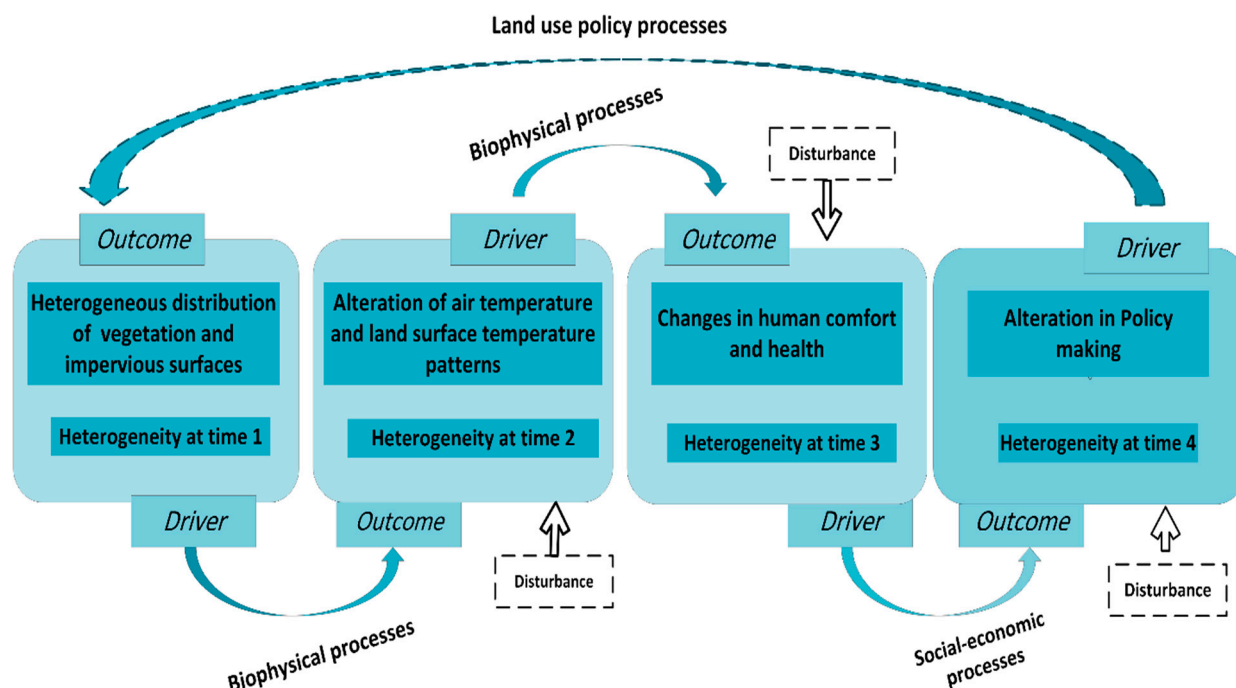 Land use policy processes
Biophysical processes
Disturbance
Outcome
Driver
Outcome
Driver
Heterogeneous distribution
of vegetation and
impervious surfaces
Heterogeneity at time 1
Alteration of air temperature
and land surface temperature
patterns
Heterogeneity at time 2
Changes in human comfort
and health
Heterogeneity at time 3
Alteration in Policy
making
Heterogeneity at time 4
Driver
Outcome
Driver
Outcome
Disturbance
Disturbance
Biophysical processes
Social-economic
processes